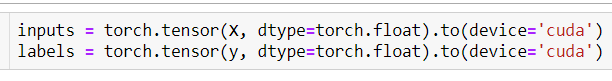 inputs = torch.tensor(X, dtype=torch.float).to(device='cuda')
labels = torch.tensor(y, dtype=torch.float).to(device='cuda')